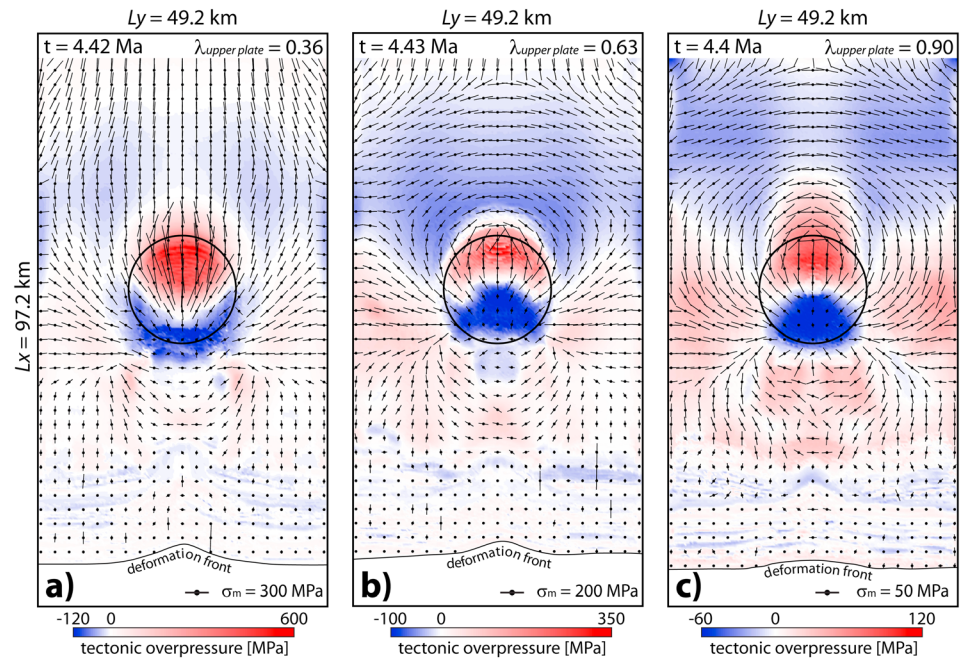 Ly = 49.2 km
Ly = 49.2 km
Ly = 49.2 km
Lx = 97.2 km
t = 4.42 Ma
λupper plate = 0.36
t = 4.43 Ma
λupper plate = 0.63
t = 4.4 Ma
λupper plate = 0.90
deformation front
deformation front
deformation front
a)
σm = 300 MPa
b)
σm = 200 MPa
c)
σm = 50 MPa
-120 0 600
-100 0 350
-60 0 120
tectonic overpressure [MPa]
tectonic overpressure [MPa]
tectonic overpressure [MPa]